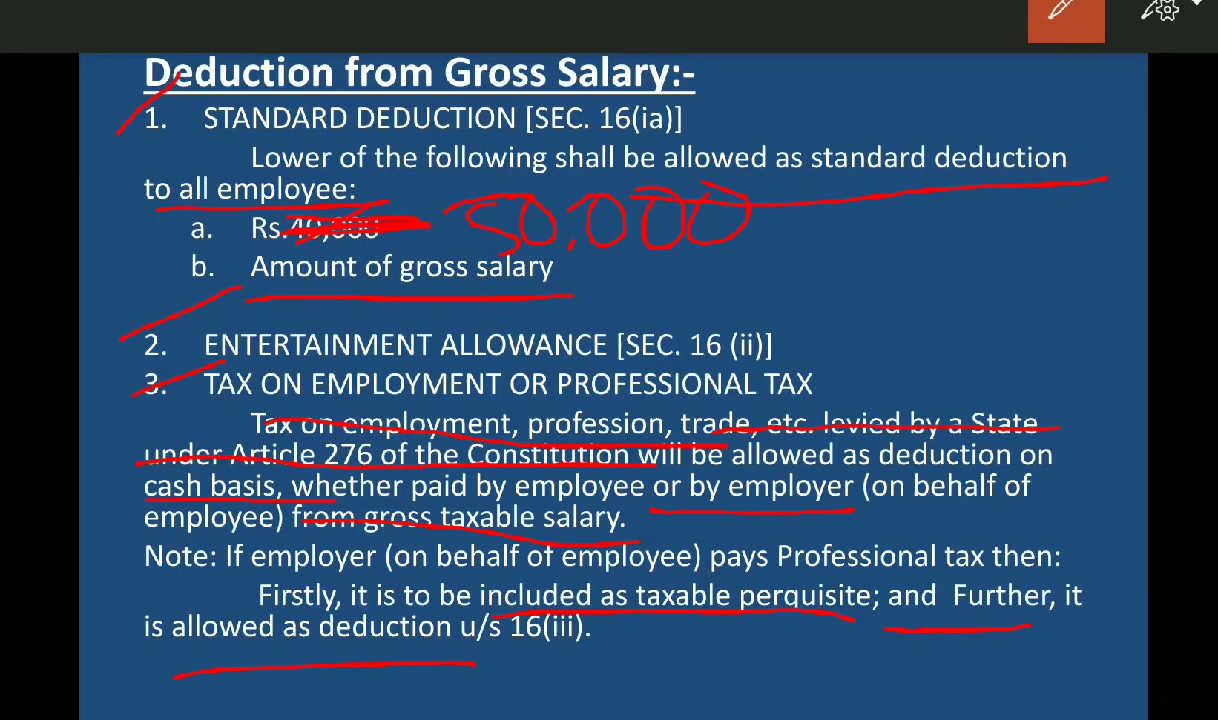 Deduction from Gross Salary:-
1. STANDARD DEDUCTION [SEC. 16(ia)]
Lower of the following shall be allowed as standard deduction
to all employee:
a. Rs.40,000 50,000
b. Amount of gross salary
2. ENTERTAINMENT ALLOWANCE [SEC. 16 (ii)]
3. TAX ON EMPLOYMENT OR PROFESSIONAL TAX
Tax on employment, profession, trade, etc. levied by a State
under Article 276 of the Constitution will be allowed as deduction on
cash basis, whether paid by employee or by employer (on behalf of
employee) from gross taxable salary.
Note: If employer (on behalf of employee) pays Professional tax then:
Firstly, it is to be included as taxable perquisite; and Further, it
is allowed as deduction u/s 16(iii).